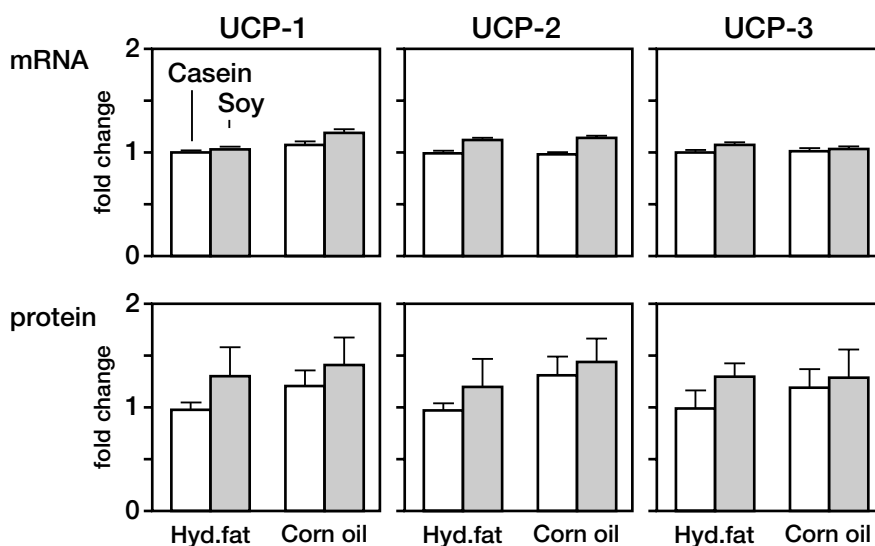 UCP-1 UCP-2 UCP-3
mRNA
2
Casein
Soy
1
fold change
0
protein
2
1
fold change
0
Hyd.fat Corn oil Hyd.fat Corn oil Hyd.fat Corn oil